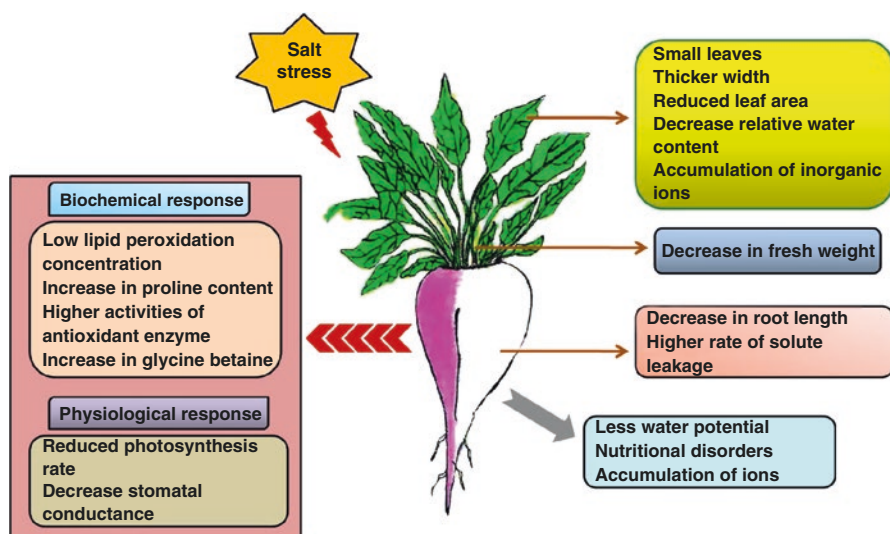 Salt
stress
Small leaves
Thicker width
Reduced leaf area
Decrease relative water
content
Accumulation of inorganic
ions
Biochemical response
Low lipid peroxidation
concentration
Increase in proline content
Higher activities of
antioxidant enzyme
Increase in glycine betaine
Decrease in fresh weight
Decrease in root length
Higher rate of solute
leakage
Physiological response
Reduced photosynthesis
rate
Decrease stomatal
conductance
Less water potential
Nutritional disorders
Accumulation of ions